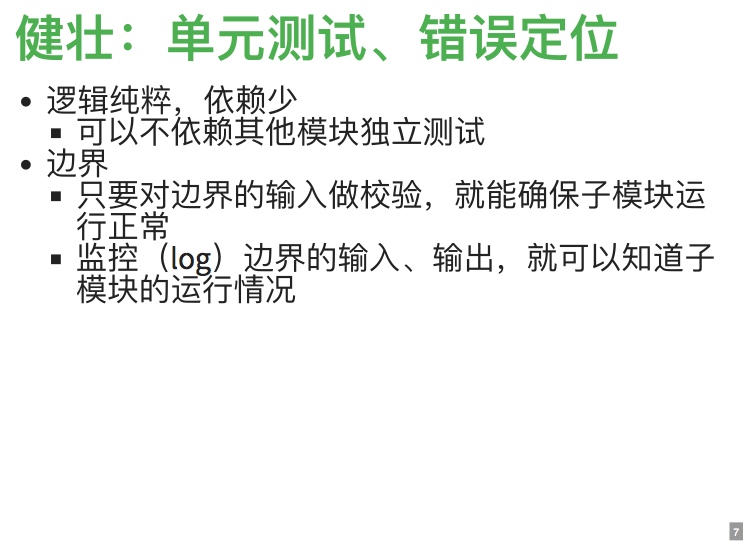 健壮：单元测试、错误定位
• 逻辑纯粹，依赖少
▪ 可以不依赖其他模块独立测试
• 边界
▪ 只要对边界的输入做校验，就能确保子模块运
行正常
▪ 监控（log）边界的输入、输出，就可以知道子
模块的运行情况
7